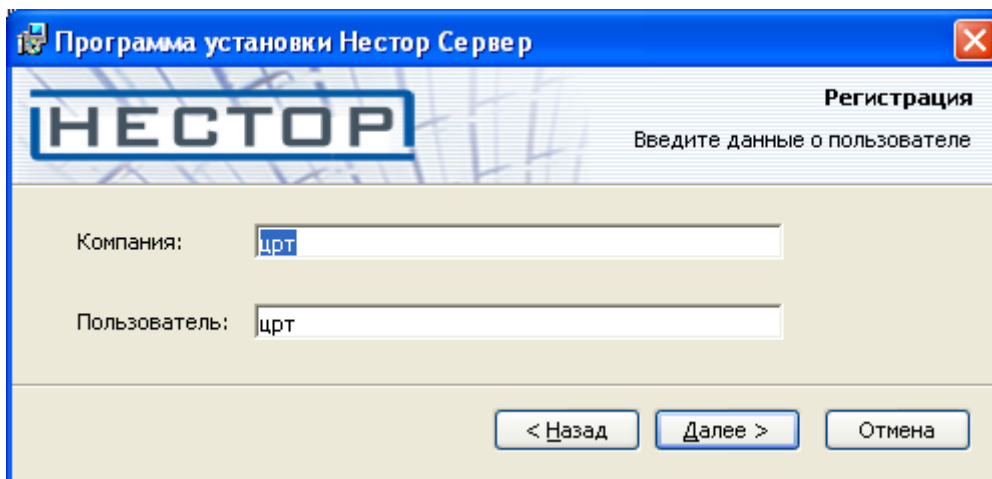 Программа установки Нестор Сервер
НЕСТОР
Регистрация
Введите данные о пользователе
Компания:
црт
Пользователь:
црт
< Назад
Далее >
Отмена